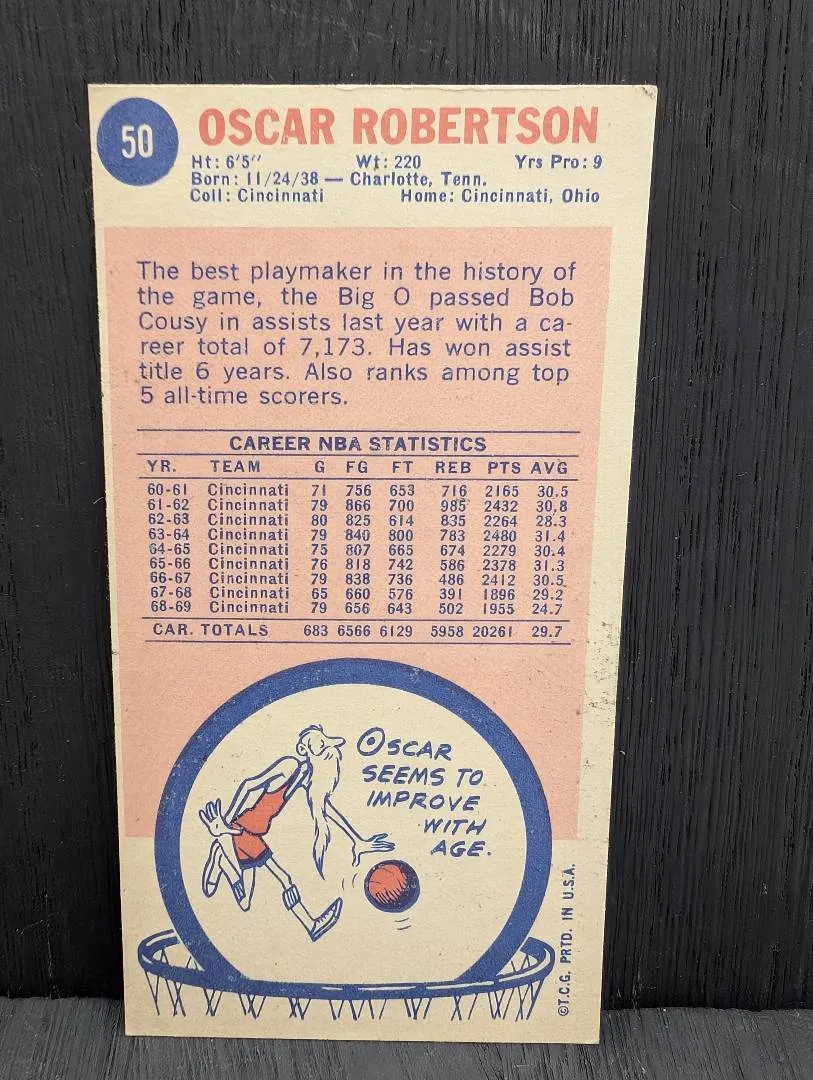 50
OSCAR ROBERTSON
Ht: 6'5" Wt: 220 Yrs Pro: 9
Born: 11/24/38 — Charlotte, Tenn.
Coll: Cincinnati Home: Cincinnati, Ohio
The best playmaker in the history of
the game, the Big O passed Bob
Cousy in assists last year with a ca-
reer total of 7,173. Has won assist
title 6 years. Also ranks among top
5 all-time scorers.
CAREER NBA STATISTICS
YR. TEAM G FG FT REB PTS AVG
60-61 Cincinnati 71 756 653 716 2165 30.5
61-62 Cincinnati 79 866 700 985 2432 30.8
62-63 Cincinnati 80 825 614 835 2264 28.3
63-64 Cincinnati 79 840 800 783 2480 31.4
64-65 Cincinnati 75 807 665 674 2279 30.4
65-66 Cincinnati 76 818 742 586 2378 31.3
66-67 Cincinnati 79 838 736 486 2412 30.5
67-68 Cincinnati 65 660 576 391 1896 29.2
68-69 Cincinnati 79 656 643 502 1955 24.7
CAR. TOTALS 683 6566 6129 5958 20261 29.7
OSCAR
SEEMS TO
IMPROVE
WITH
AGE.
©T.C.G. PRTD. IN U.S.A.